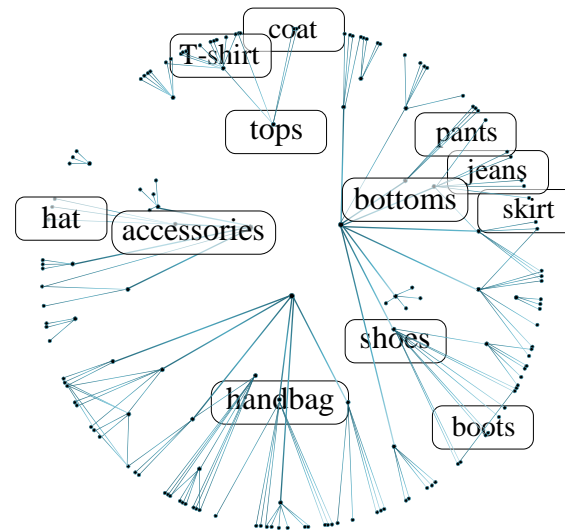 coat
T-shirt
tops
pants
jeans
bottoms
skirt
hat
accessories
shoes
handbag
boots